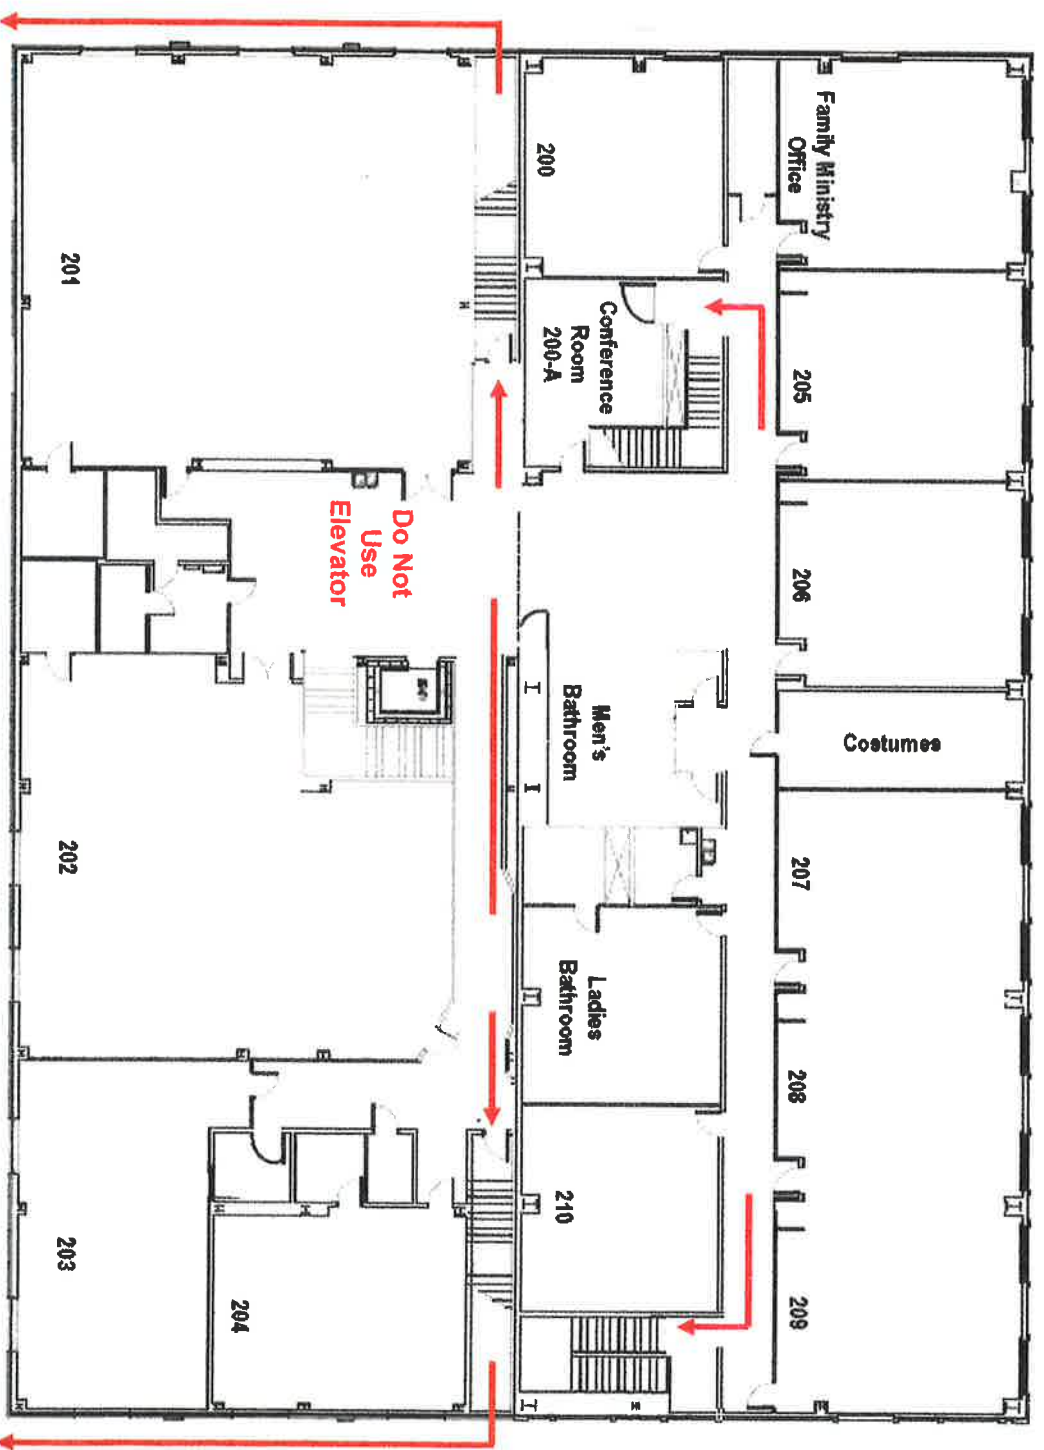 Family Ministry
Office
205
206
Costumes
207
208
209
200
Conference
Room
200-A
Men's
Bathroom
Ladies
Bathroom
210
Do Not
Use
Elevator
201
202
203
204